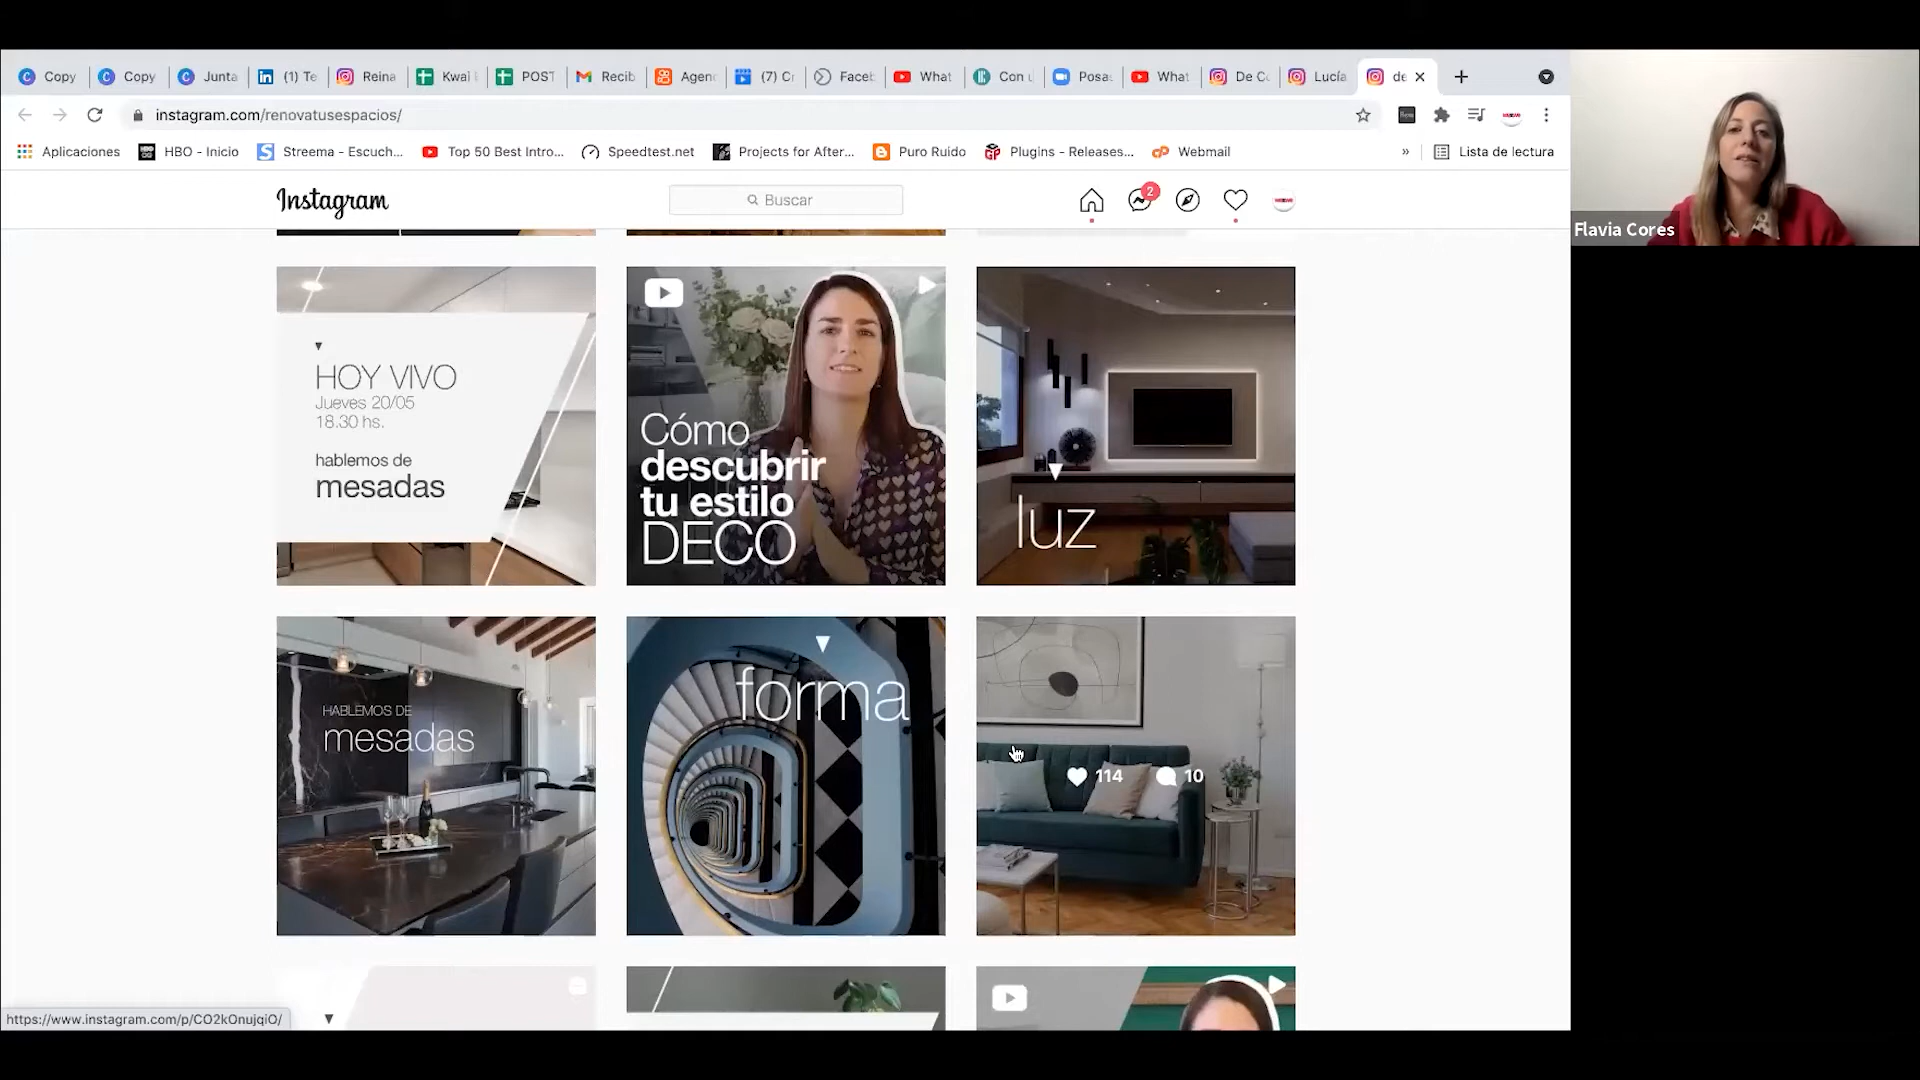 Copy
Copy
Junta
(1) Te
Reina
Kwai
POST
Recib
Agen
(7) Cr
Faceb
What
Con u
Posa
What
De Co
Lucía
de
instagram.com/renovatusespacios/
Aplicaciones
HBO - Inicio
Streema - Escuch...
Top 50 Best Intro...
Speedtest.net
Projects for After...
Puro Ruido
Plugins - Releases...
Webmail
»
Lista de lectura
Instagram
Buscar
2
Flavia Cores
HOY VIVO
Jueves 20/05
18.30 hs.
hablemos de
mesadas
Cómo
descubrir
tu estilo
DECO
luz
HABLEMOS DE
mesadas
forma
114
10
https://www.instagram.com/p/CO2kOnujqiO/